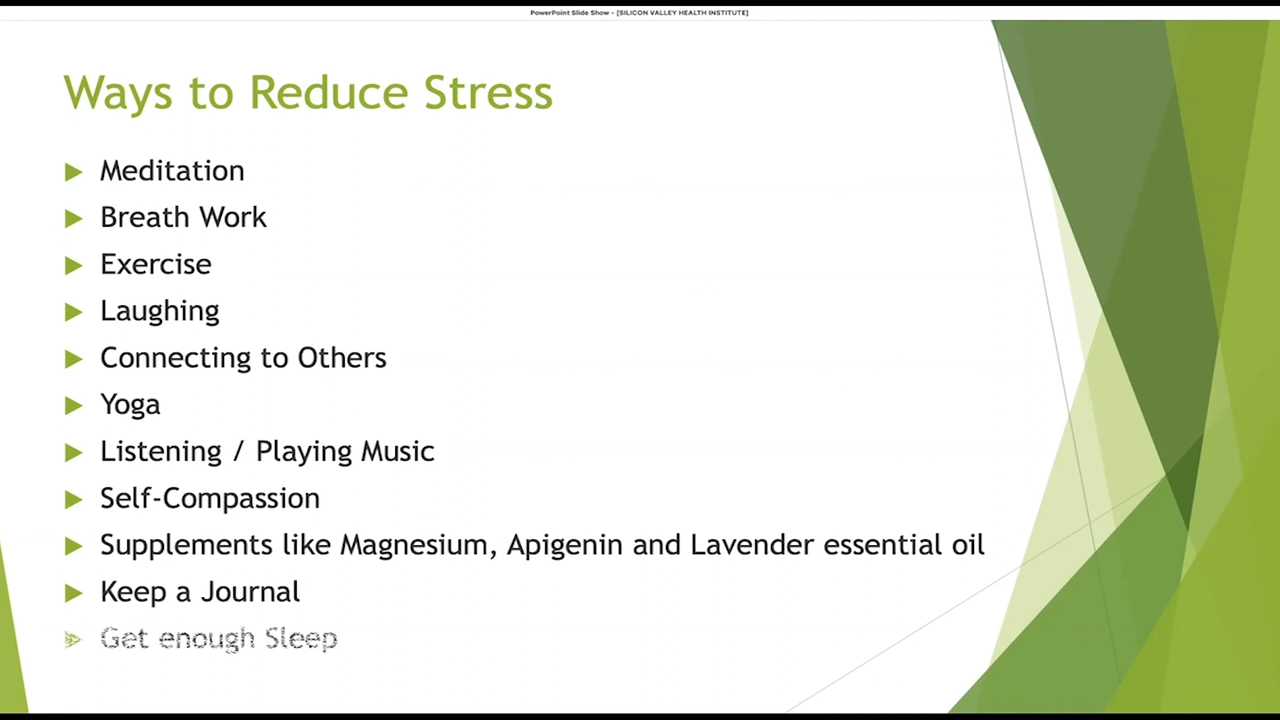 PowerPoint Slide Show - [SILICON VALLEY HEALTH INSTITUTE]
Ways to Reduce Stress
Meditation
Breath Work
Exercise
Laughing
Connecting to Others
Yoga
Listening / Playing Music
Self-Compassion
Supplements like Magnesium, Apigenin and Lavender essential oil
Keep a Journal
Get enough Sleep